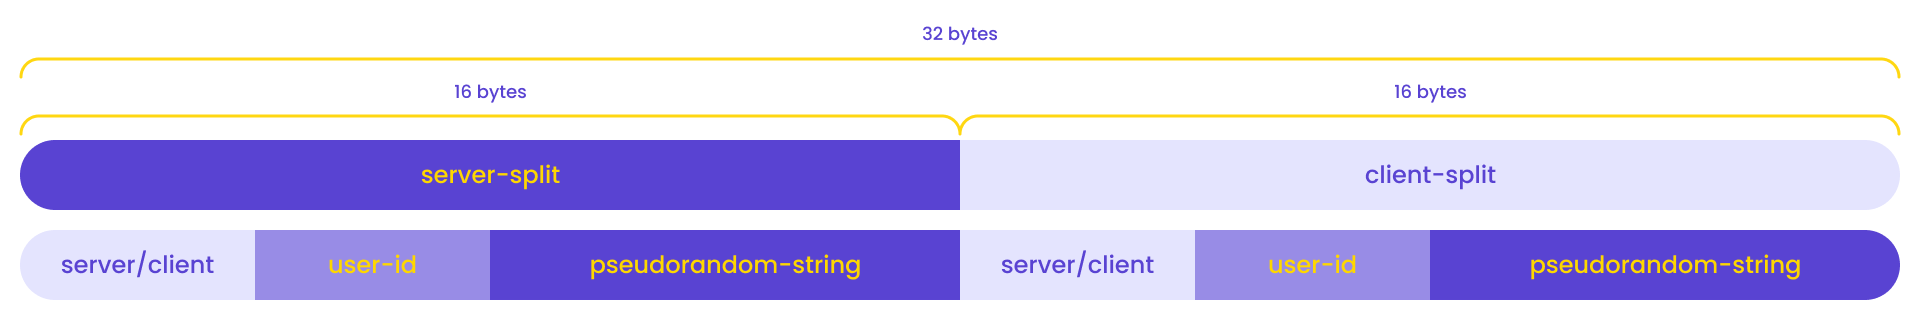 32 bytes
16 bytes 16 bytes
server-split client-split
server/client user-id pseudorandom-string server/client user-id pseudorandom-string